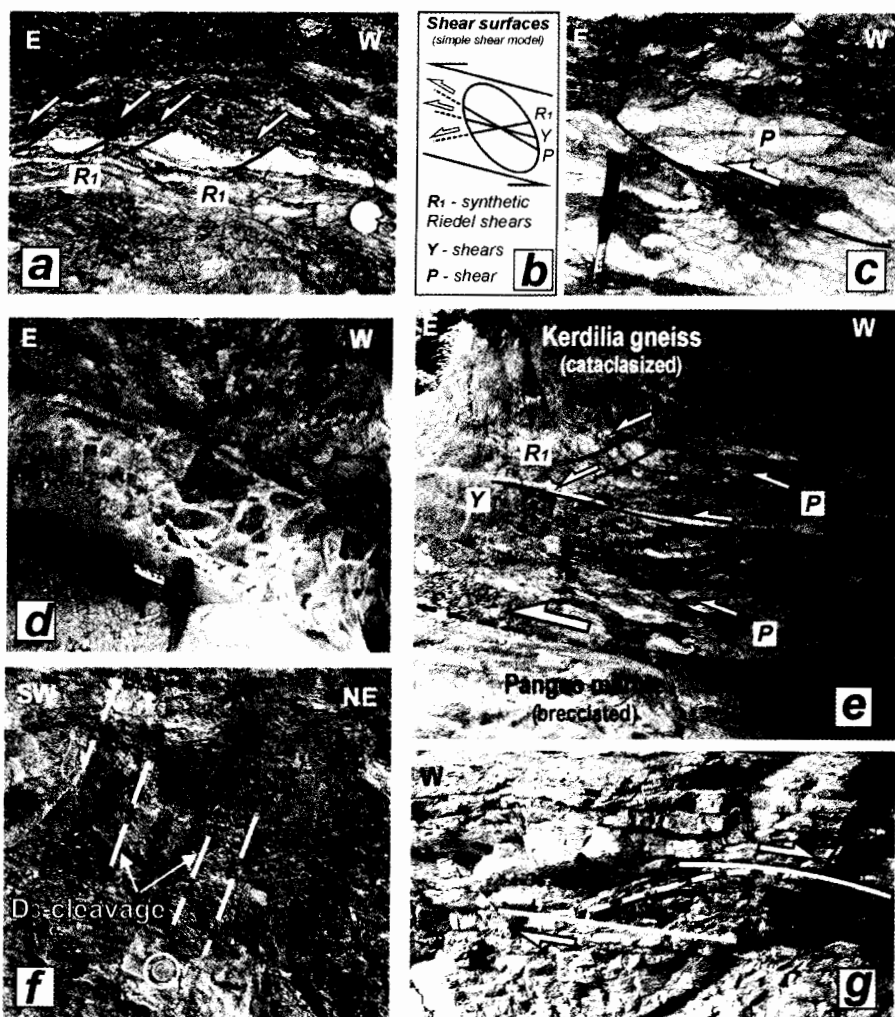 E W
R1 R1
a
Shear surfaces
(simple shear model)
R1
Y
P
R1 - synthetic
Riedel shears
Y - shears
P - shear
b
E W
P
c
E W
d
E W
Kerdilia gneiss
(cataclasized)
R1
P
Y
P
(brecciated)
e
SW NE
D3-cleavage
f
W
g